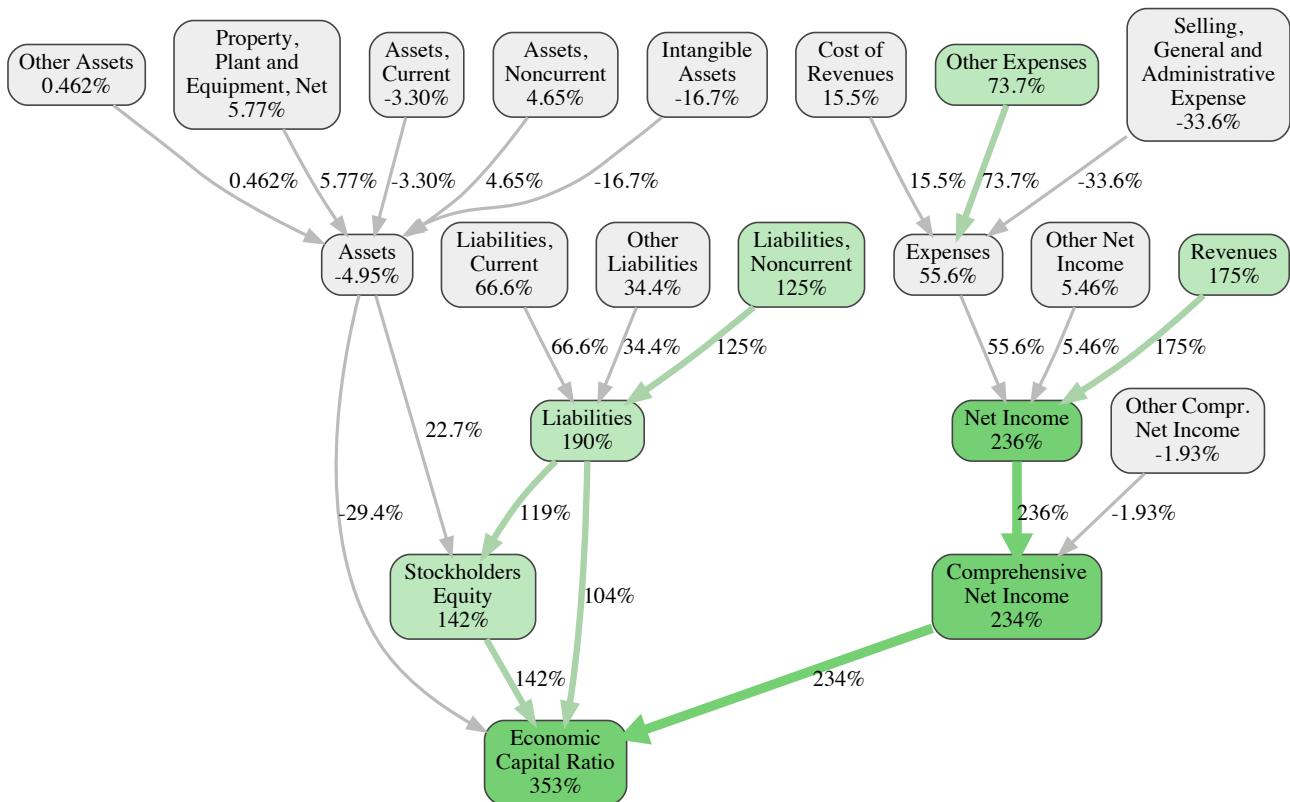 Other Assets
0.462%
Property,
Plant and
Equipment, Net
5.77%
Assets,
Current
-3.30%
Assets,
Noncurrent
4.65%
Intangible
Assets
-16.7%
Cost of
Revenues
15.5%
Other Expenses
73.7%
Selling,
General and
Administrative
Expense
-33.6%
0.462%
5.77%
-3.30%
4.65%
-16.7%
15.5%
73.7%
-33.6%
Assets
-4.95%
Liabilities,
Current
66.6%
Other
Liabilities
34.4%
Liabilities,
Noncurrent
125%
Expenses
55.6%
Other Net
Income
5.46%
Revenues
175%
66.6%
34.4%
125%
55.6%
5.46%
175%
22.7%
Liabilities
190%
Net Income
236%
Other Compr.
Net Income
-1.93%
-29.4%
119%
236%
-1.93%
Stockholders
Equity
142%
104%
Comprehensive
Net Income
234%
142%
234%
Economic
Capital Ratio
353%